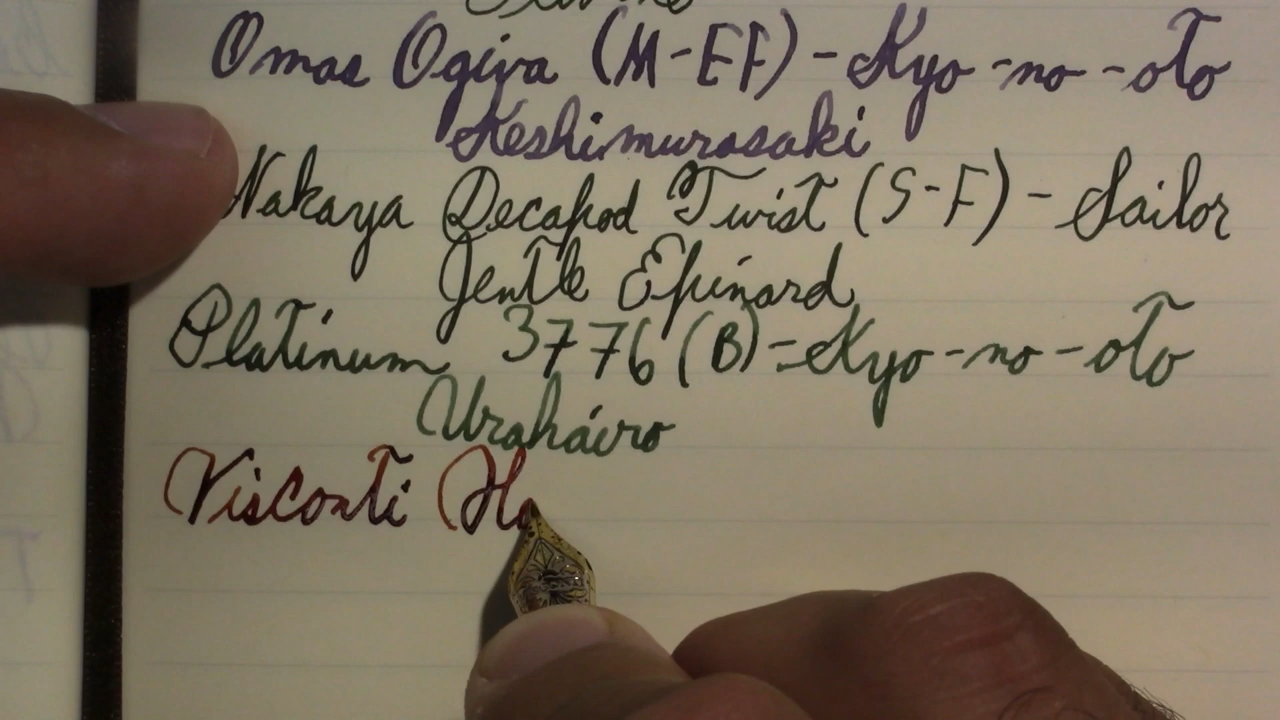 Omas Ogiva (M-EF) - Kyo-no-oto
Keshimurasaki
Nakaya Decapod Twist (S-F) - Sailor
Jentle Epinard
Platinum 3776 (B) - Kyo-no-oto
Urahairo
Visconti Ho